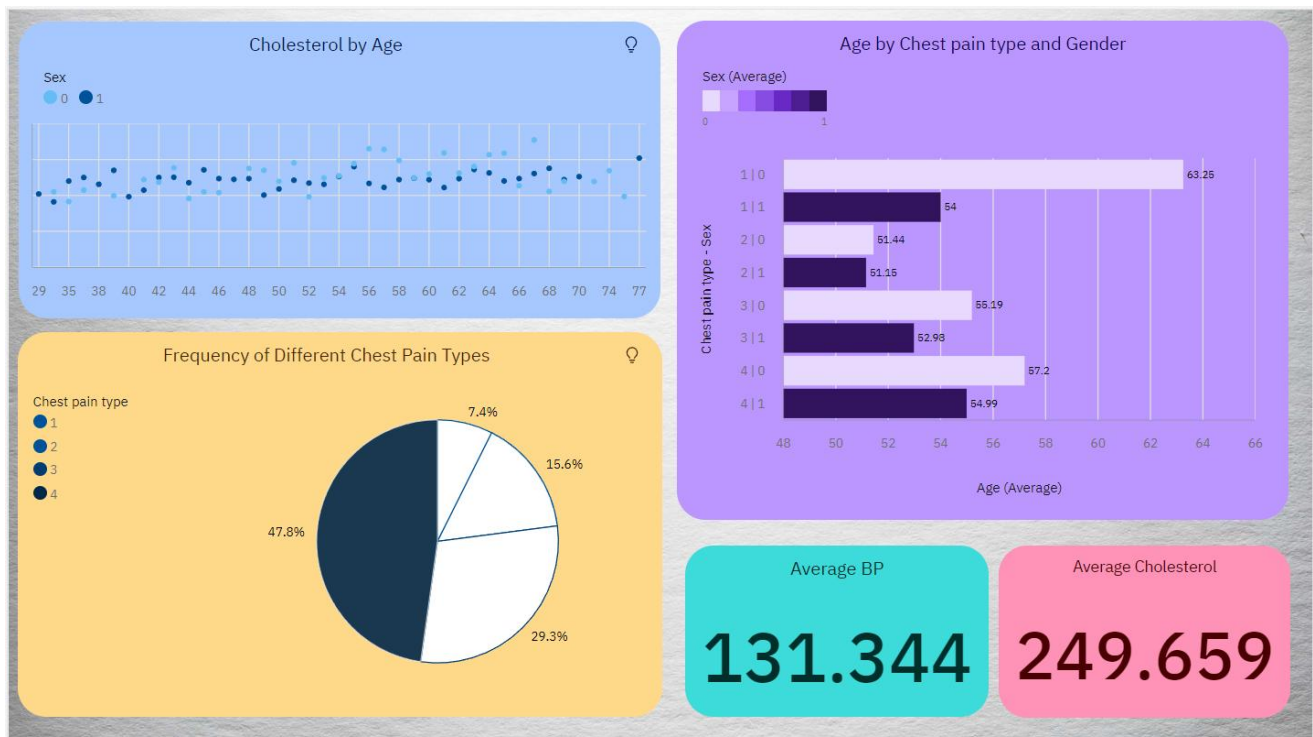 Cholesterol by Age
Sex
0 1
29 35 38 40 42 44 46 48 50 52 54 56 58 60 62 64 66 68 70 74 77
Frequency of Different Chest Pain Types
Chest pain type
1
2
3
4
7.4%
15.6%
29.3%
47.8%
Age by Chest pain type and Gender
Sex (Average)
0 1
Chest pain type - Sex
1 | 0 63.25
1 | 1 54
2 | 0 51.44
2 | 1 51.15
3 | 0 55.19
3 | 1 52.98
4 | 0 57.2
4 | 1 54.99
48 50 52 54 56 58 60 62 64 66
Age (Average)
Average BP
131.344
Average Cholesterol
249.659